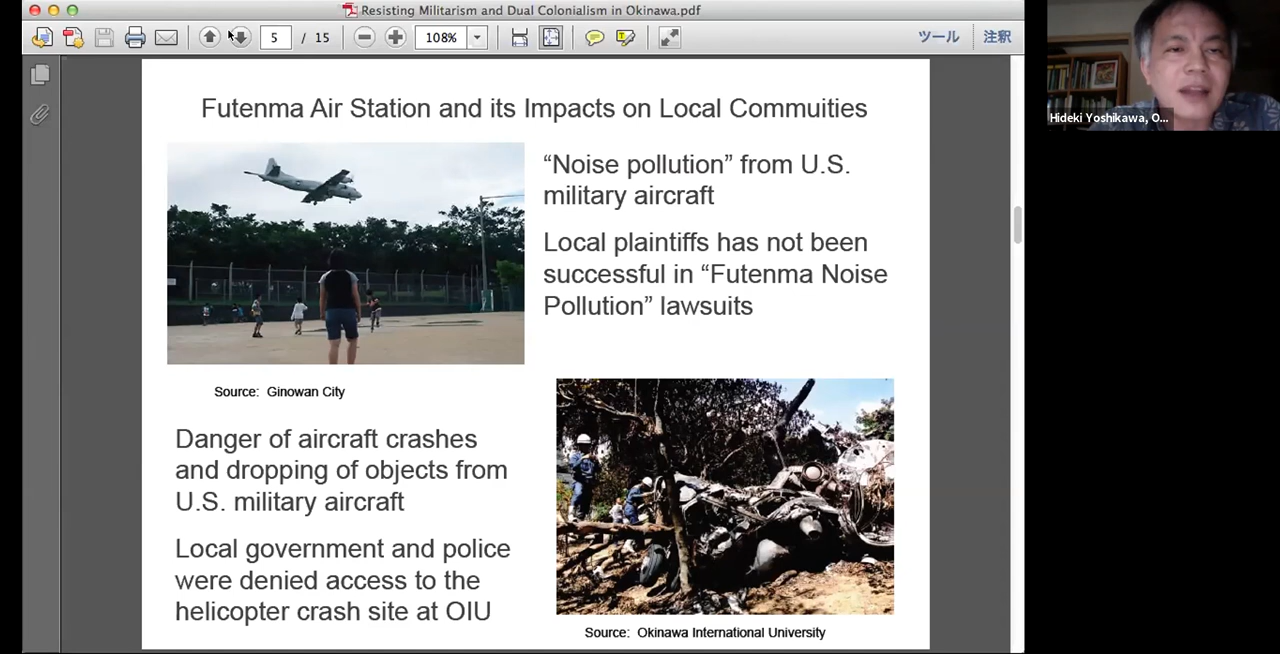 Resisting Militarism and Dual Colonialism in Okinawa.pdf
5 / 15
108%
ツール
注釈
Futenma Air Station and its Impacts on Local Commuities
“Noise pollution” from U.S.
military aircraft
Local plaintiffs has not been
successful in “Futenma Noise
Pollution” lawsuits
Source: Ginowan City
Danger of aircraft crashes
and dropping of objects from
U.S. military aircraft
Local government and police
were denied access to the
helicopter crash site at OIU
Source: Okinawa International University
Hideki Yoshikawa, O...